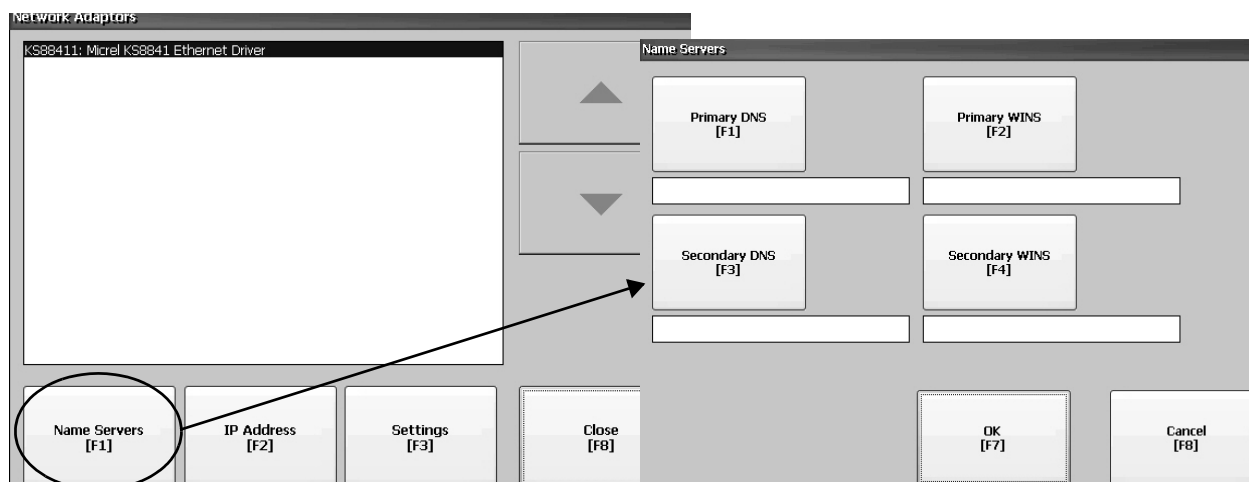 Network Adaptors
KS88411: Micrel KS8841 Ethernet Driver
Name Servers
[F1]
IP Address
[F2]
Settings
[F3]
Close
[F8]
Name Servers
Primary DNS
[F1]
Primary WINS
[F2]
Secondary DNS
[F3]
Secondary WINS
[F4]
OK
[F7]
Cancel
[F8]